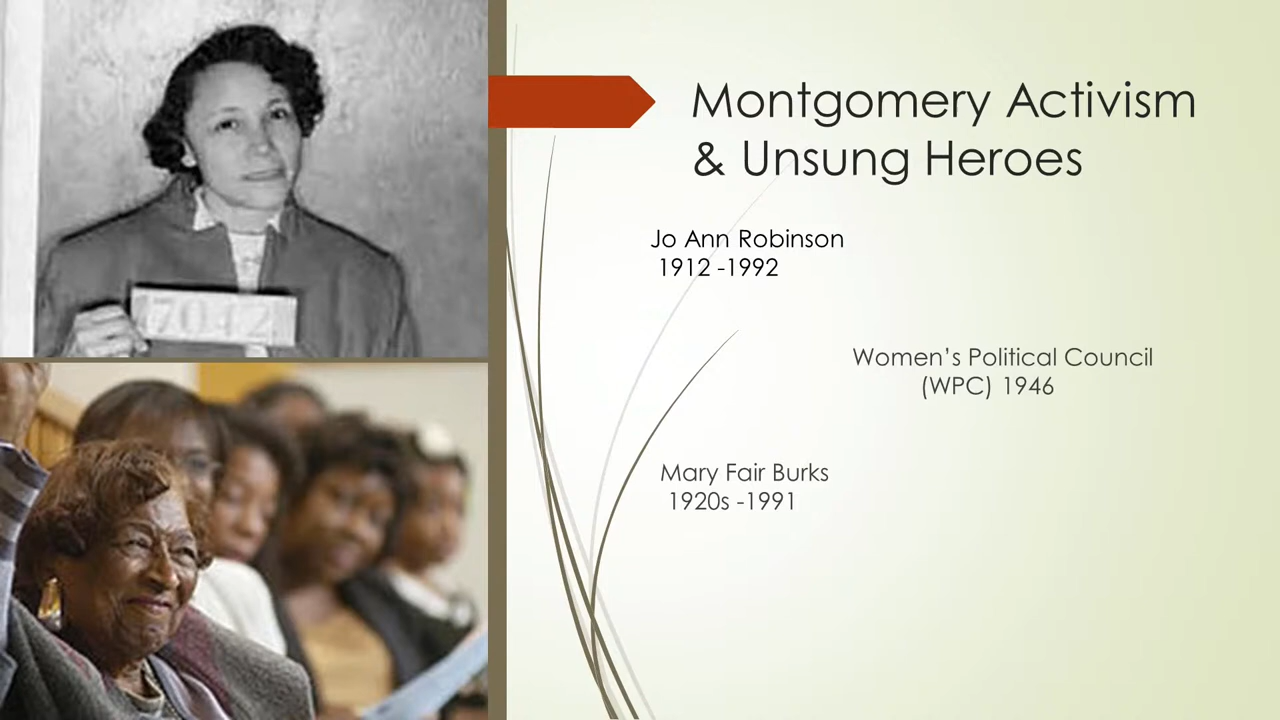 Montgomery Activism
& Unsung Heroes
Jo Ann Robinson
1912 -1992
Women’s Political Council
(WPC) 1946
Mary Fair Burks
1920s -1991
7042